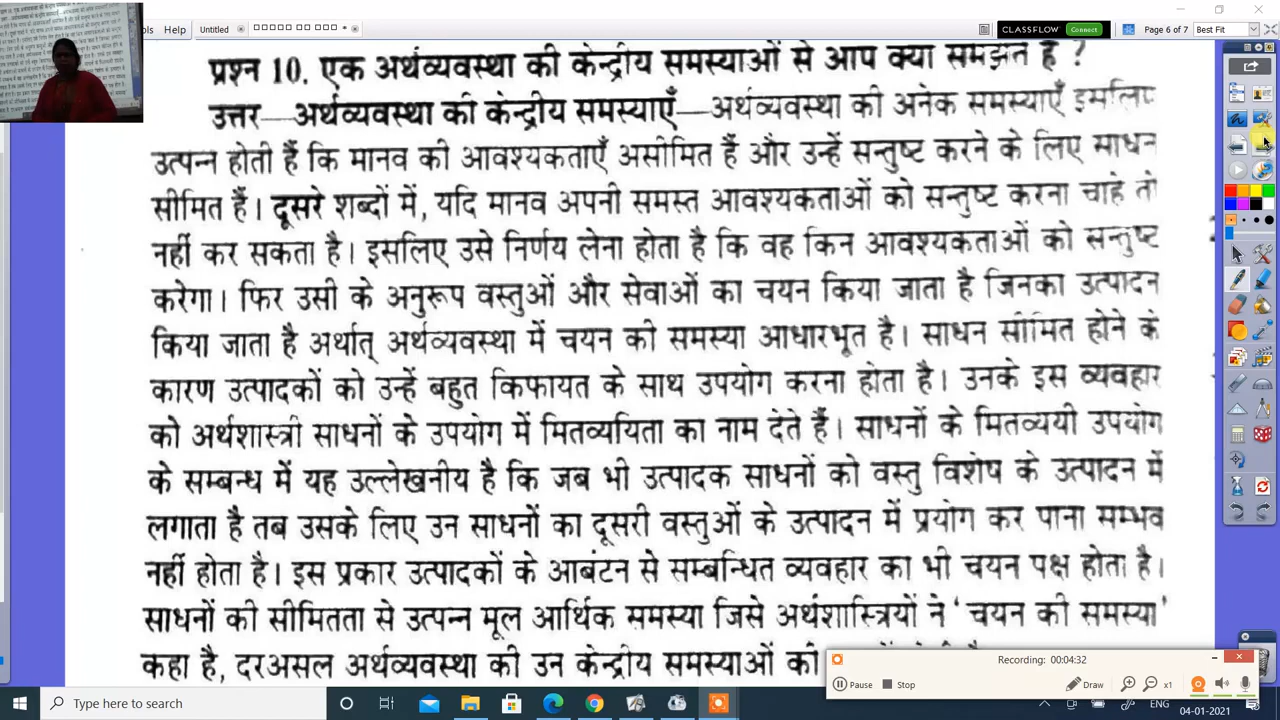 ols Help Untitled
CLASSFLOW Connect Page 6 of 7 Best Fit
प्रश्न 10. एक अर्थव्यवस्था की केन्द्रीय समस्याओं से आप क्या समझत हैं ?
उत्तर—अर्थव्यवस्था की केन्द्रीय समस्याएँ—अर्थव्यवस्था की अनेक समस्याएँ इसलिए
उत्पन्न होती हैं कि मानव की आवश्यकताएँ असीमित हैं और उन्हें सन्तुष्ट करने के लिए साधन
सीमित हैं। दूसरे शब्दों में, यदि मानव अपनी समस्त आवश्यकताओं को सन्तुष्ट करना चाहे तो
नहीं कर सकता है। इसलिए उसे निर्णय लेना होता है कि वह किन आवश्यकताओं को सन्तुष्ट
करेगा। फिर उसी के अनुरूप वस्तुओं और सेवाओं का चयन किया जाता है जिनका उत्पादन
किया जाता है अर्थात् अर्थव्यवस्था में चयन की समस्या आधारभूत है। साधन सीमित होने के
कारण उत्पादकों को उन्हें बहुत किफायत के साथ उपयोग करना होता है। उनके इस व्यवहार
को अर्थशास्त्री साधनों के उपयोग में मितव्ययिता का नाम देते हैं। साधनों के मितव्ययी उपयोग
के सम्बन्ध में यह उल्लेखनीय है कि जब भी उत्पादक साधनों को वस्तु विशेष के उत्पादन में
लगाता है तब उसके लिए उन साधनों का दूसरी वस्तुओं के उत्पादन में प्रयोग कर पाना सम्भव
नहीं होता है। इस प्रकार उत्पादकों के आबंटन से सम्बन्धित व्यवहार का भी चयन पक्ष होता है।
साधनों की सीमितता से उत्पन्न मूल आर्थिक समस्या जिसे अर्थशास्त्रियों ने ' चयन की समस्या '
कहा है, दरअसल अर्थव्यवस्था की उन केन्द्रीय समस्याओं को
Recording: 00:04:32
Pause Stop Draw x1
Type here to search
ENG
04-01-2021